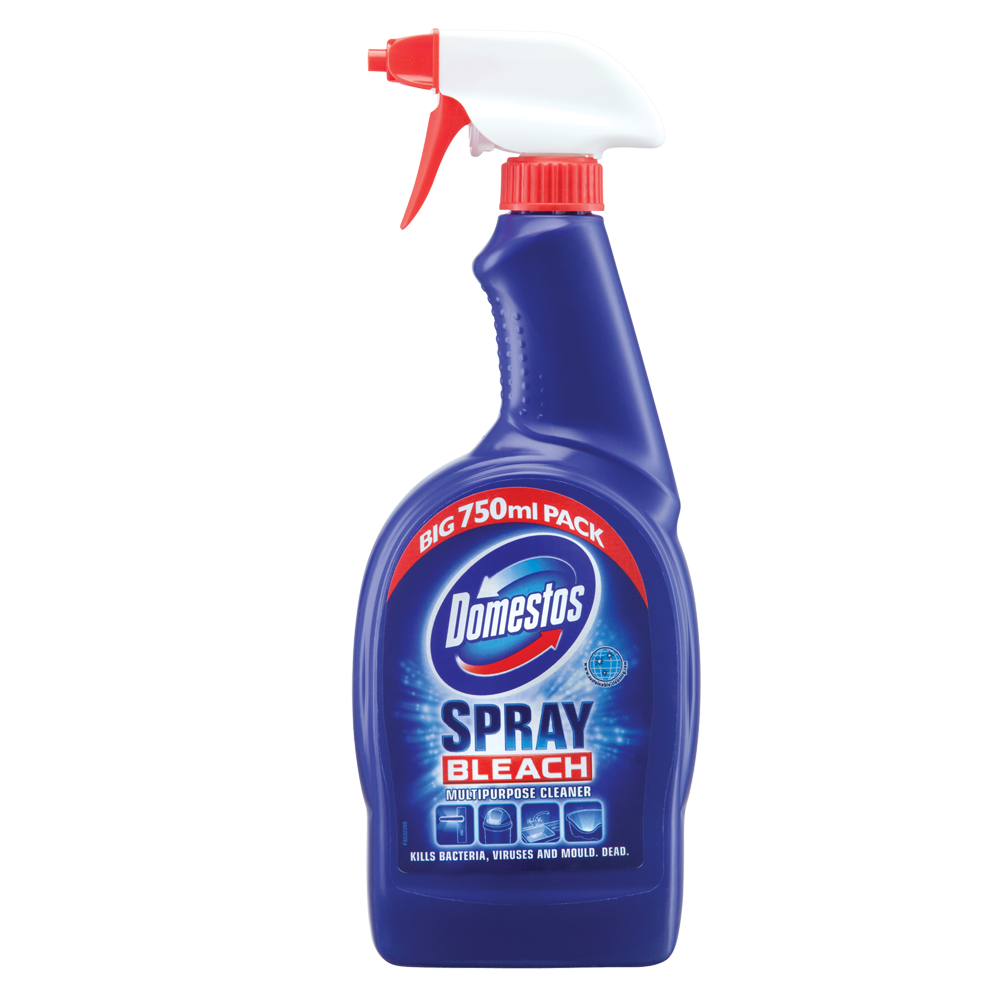 BIG 750ml PACK
Domestos
SPRAY
BLEACH
MULTIPURPOSE CLEANER
KILLS BACTERIA, VIRUSES AND MOULD. DEAD.